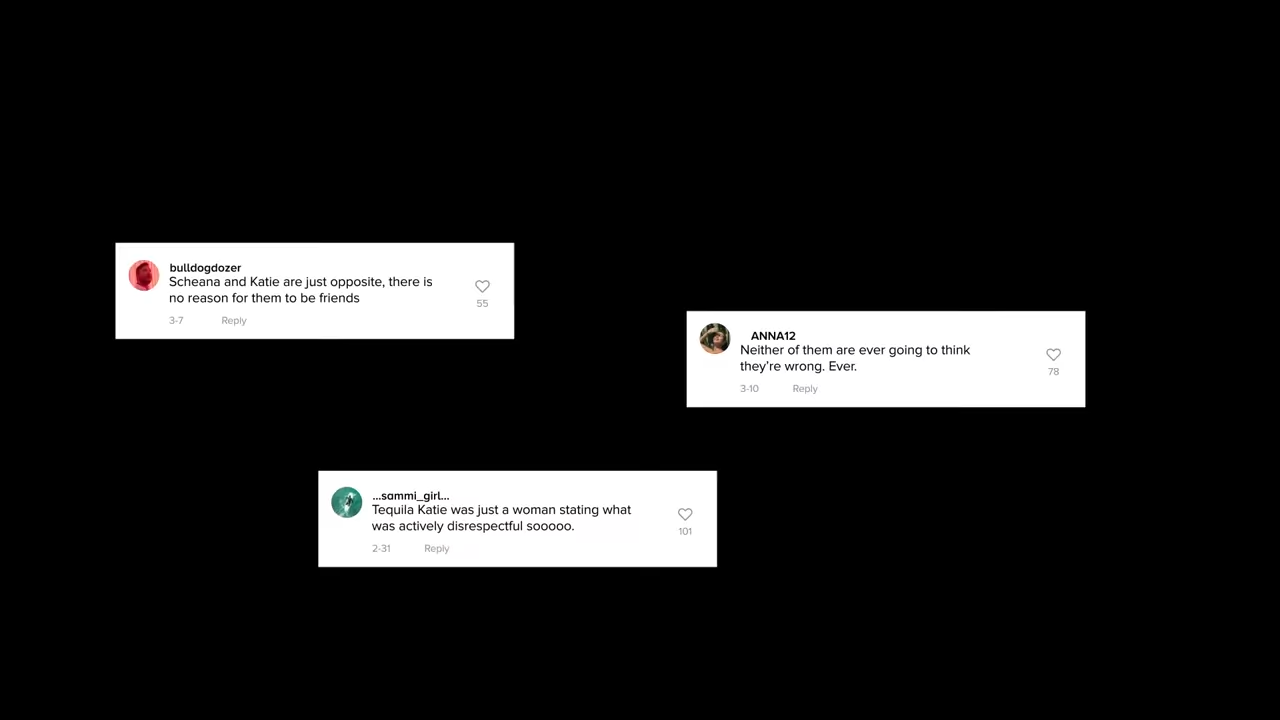 bulldogdozer
Scheana and Katie are just opposite, there is
no reason for them to be friends
55
3-7 Reply
ANNA12
Neither of them are ever going to think
they're wrong. Ever.
78
3-10 Reply
...sammi_girl...
Tequila Katie was just a woman stating what
was actively disrespectful sooooo.
101
2-31 Reply